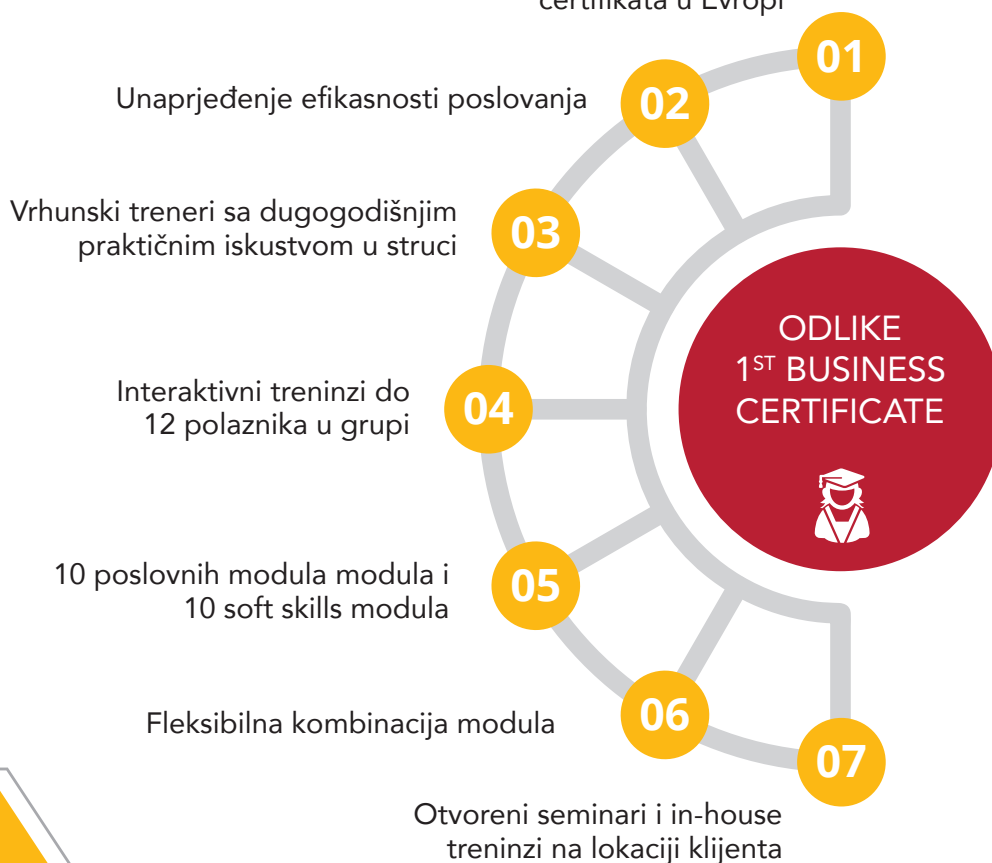 certifikata u Evropi
01
Unaprjeđenje efikasnosti poslovanja
02
Vrhunski treneri sa dugogodišnjim
praktičnim iskustvom u struci
03
ODLIKE
1ST BUSINESS
CERTIFICATE
Interaktivni treninzi do
12 polaznika u grupi
04
10 poslovnih modula modula i
10 soft skills modula
05
Fleksibilna kombinacija modula
06
07
Otvoreni seminari i in-house
treninzi na lokaciji klijenta